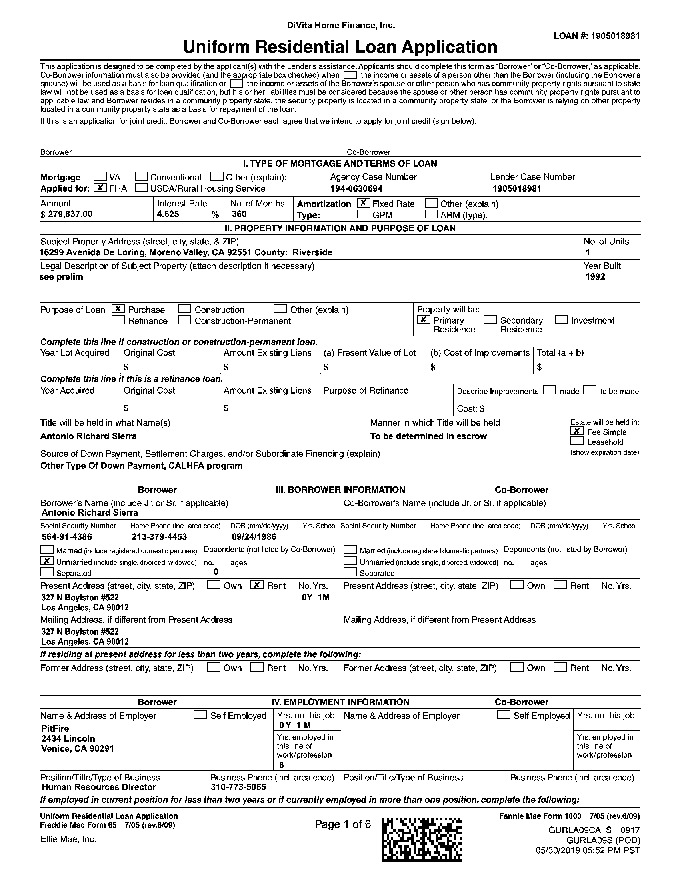 DiVita Home Finance, Inc.
LOAN #: 1905018981
Uniform Residential Loan Application
This application is designed to be completed by the applicant(s) with the Lender's assistance. Applicants should complete this form as "Borrower" or "Co-Borrower," as applicable.
Co-Borrower information must also be provided (and the appropriate box checked) when the income or assets of a person other than the Borrower (including the Borrower's
spouse) will be used as a basis for loan qualification or the income or assets of the Borrower's spouse or other person who has community property rights pursuant to state
law will not be used as a basis for loan qualification, but his or her liabilities must be considered because the spouse or other person has community property rights pursuant to
applicable law and Borrower resides in a community property state, the security property is located in a community property state, or the Borrower is relying on other property
located in a community property state as a basis for repayment of the loan.
If this is an application for joint credit, Borrower and Co-Borrower each agree that we intend to apply for joint credit (sign below).
Borrower Co-Borrower
I. TYPE OF MORTGAGE AND TERMS OF LOAN
Mortgage VA Conventional Other (explain): Agency Case Number Lender Case Number
Applied for: X FHA USDA/Rural Housing Service 1905018981
Amount Interest Rate No. of Months Amortization X Fixed Rate Other (explain):
$ 279,837.00 4.625 % 360 Type: GPM ARM (type):
II. PROPERTY INFORMATION AND PURPOSE OF LOAN
Subject Property Address (street, city, state, & ZIP) No. of Units
16299 Avenida De Loring, Moreno Valley, CA 92551 County: Riverside 1
Legal Description of Subject Property (attach description if necessary) Year Built
see prelim 1992
Purpose of Loan X Purchase Construction Other (explain) Property will be:
Refinance Construction-Permanent X Primary Residence Secondary Residence Investment
Complete this line if construction or construction-permanent loan.
Year Lot Acquired Original Cost Amount Existing Liens (a) Present Value of Lot (b) Cost of Improvements Total (a + b)
$ $ $ $ $
Complete this line if this is a refinance loan.
Year Acquired Original Cost Amount Existing Liens Purpose of Refinance Describe Improvements made to be made
$ $ Cost: $
Title will be held in what Name(s) Manner in which Title will be held Estate will be held in:
Antonio Richard Sierra To be determined in escrow X Fee Simple
Leasehold
Source of Down Payment, Settlement Charges, and/or Subordinate Financing (explain) (show expiration date)
Other Type Of Down Payment, CALHFA program
Borrower III. BORROWER INFORMATION Co-Borrower
Borrower's Name (include Jr. or Sr. if applicable) Co-Borrower's Name (include Jr. or Sr. if applicable)
Antonio Richard Sierra
Social Security Number Home Phone (incl. area code) DOB (mm/dd/yyyy) Yrs. School Social Security Number Home Phone (incl. area code) DOB (mm/dd/yyyy) Yrs. School
564-91-4386 213-379-4453 09/24/1986
Married (include registered domestic partners) Dependents (not listed by Co-Borrower) Married (include registered domestic partners) Dependents (not listed by Borrower)
X Unmarried (include single, divorced, widowed) no. ages Unmarried (include single, divorced, widowed) no. ages
Separated 0 Separated
Present Address (street, city, state, ZIP) Own X Rent No. Yrs. Present Address (street, city, state, ZIP) Own Rent No. Yrs.
327 N Boylston #522 0Y 1M
Los Angeles, CA 90012
Mailing Address, if different from Present Address Mailing Address, if different from Present Address
327 N Boylston #522
Los Angeles, CA 90012
If residing at present address for less than two years, complete the following:
Former Address (street, city, state, ZIP) Own Rent No. Yrs. Former Address (street, city, state, ZIP) Own Rent No. Yrs.
Borrower IV. EMPLOYMENT INFORMATION Co-Borrower
Name & Address of Employer Self Employed Yrs. on this job Name & Address of Employer Self Employed Yrs. on this job
PitFire 0Y 1M
2434 Lincoln Yrs. employed in this line of work/profession Yrs. employed in this line of work/profession
Venice, CA 90291
6
Position/Title/Type of Business Business Phone (incl. area code) Position/Title/Type of Business Business Phone (incl. area code)
Human Resources Director 310-773-5065
If employed in current position for less than two years or if currently employed in more than one position, complete the following:
Uniform Residential Loan Application Fannie Mae Form 1003 7/05 (rev.6/09)
Freddie Mac Form 65 7/05 (rev.6/09)
Page 1 of 6
Ellie Mae, Inc.
GURLA09S (POD)
05/30/2019 05:52 PM PST